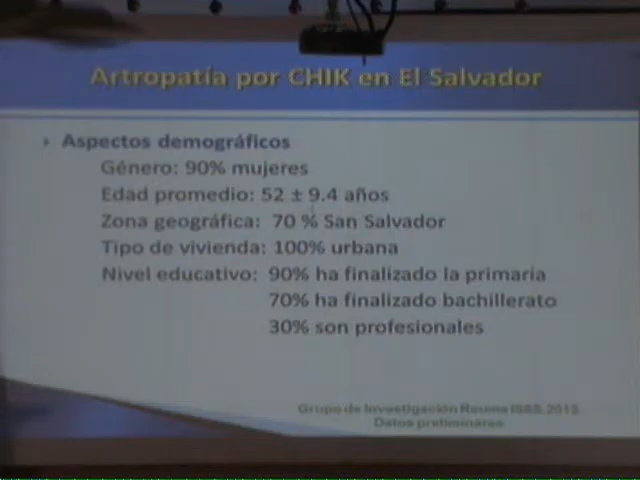 Artropatía por CHIK en El Salvador
Aspectos demográficos
Género: 90% mujeres
Edad promedio: 52 ± 9.4 años
Zona geográfica: 70 % San Salvador
Tipo de vivienda: 100% urbana
Nivel educativo: 90% ha finalizado la primaria
70% ha finalizado bachillerato
30% son profesionales
Grupo de Investigación Reuma ISSS, 2015
Datos preliminares